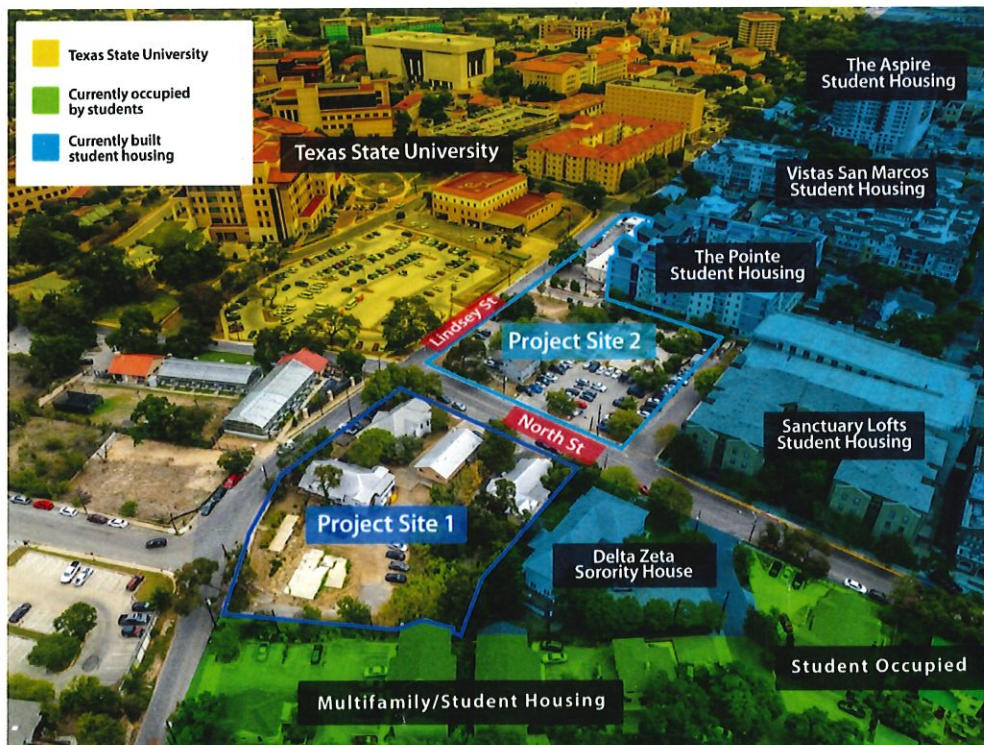 Texas State University
Currently occupied
by students
Currently built
student housing
Texas State University
The Aspire
Student Housing
Vistas San Marcos
Student Housing
The Pointe
Student Housing
Lindsey St
Project Site 2
North St
Sanctuary Lofts
Student Housing
Project Site 1
Delta Zeta
Sorority House
Student Occupied
Multifamily/Student Housing